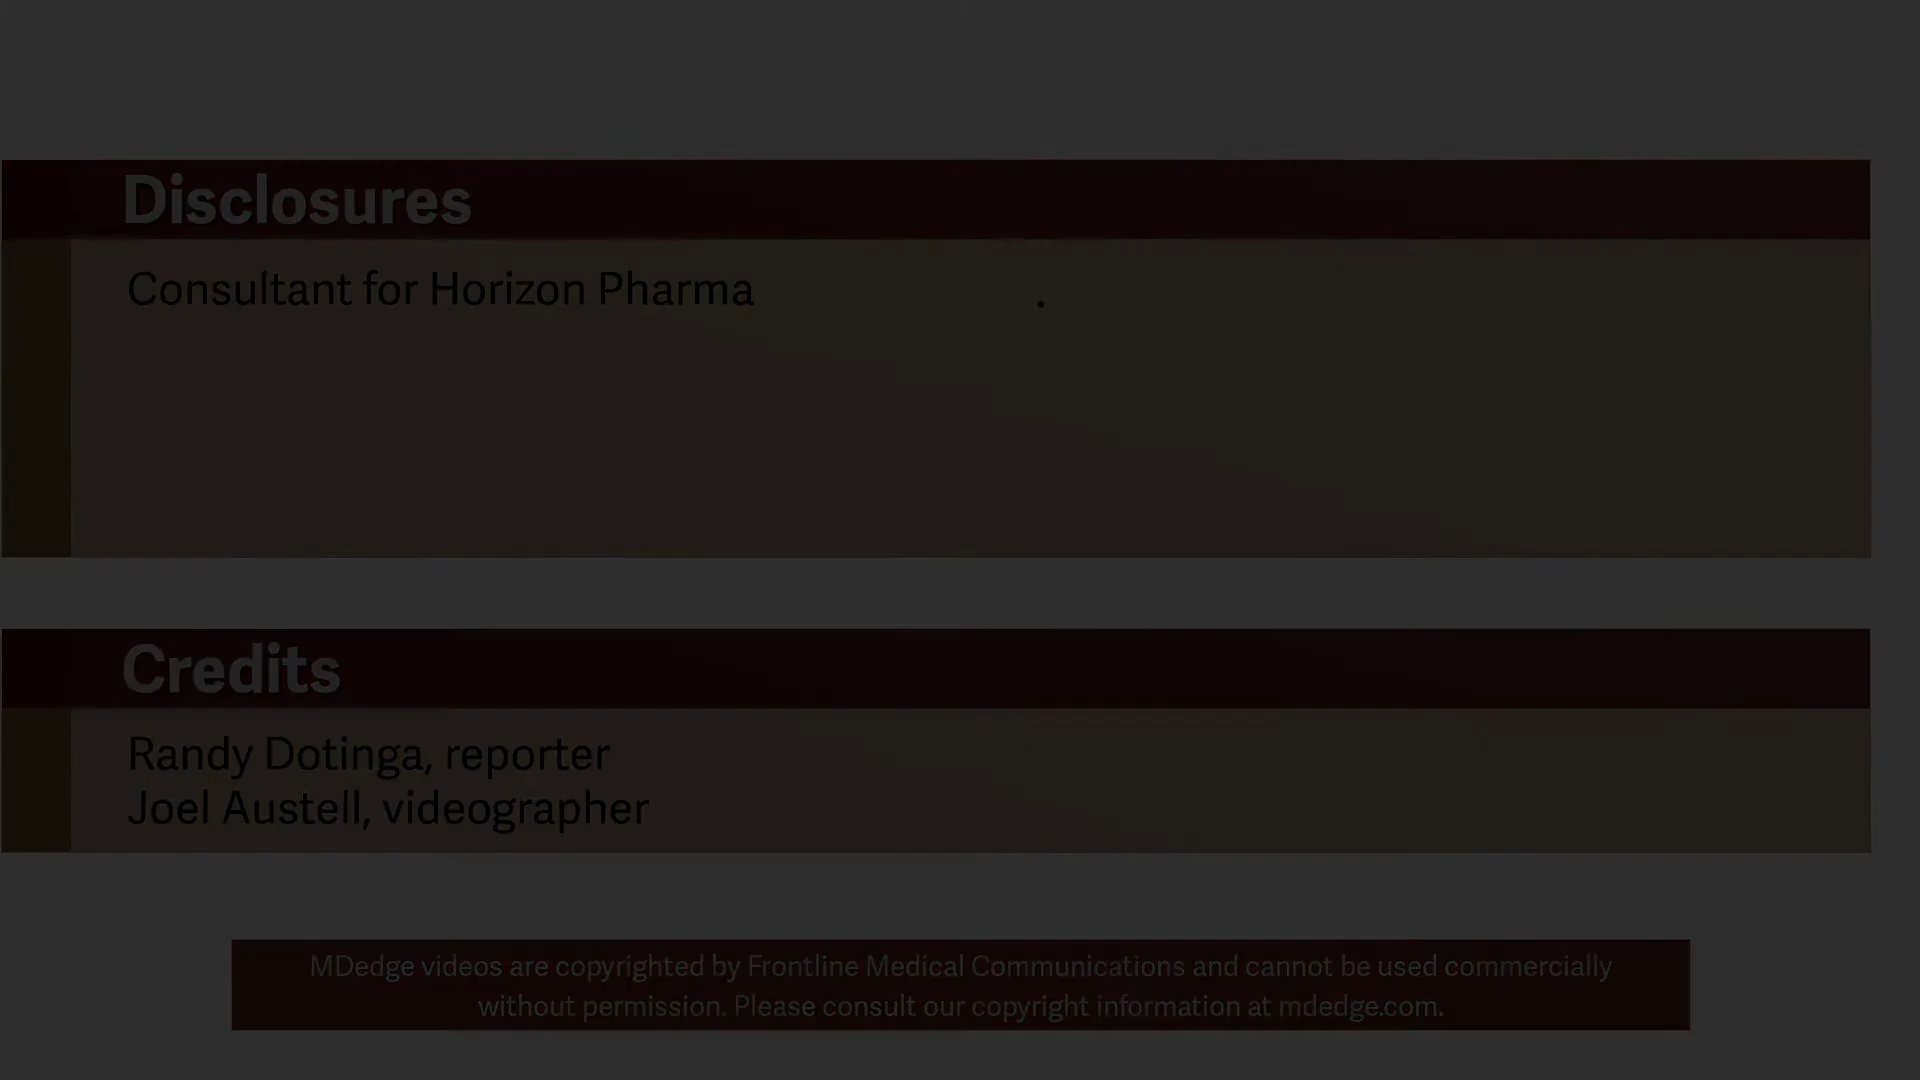 Disclosures
Consultant for Horizon Pharma
Credits
Randy Dotinga, reporter
Joel Austell, videographer
MDedge videos are copyrighted by Frontline Medical Communications and cannot be used commercially
without permission. Please consult our copyright information at mdedge.com.